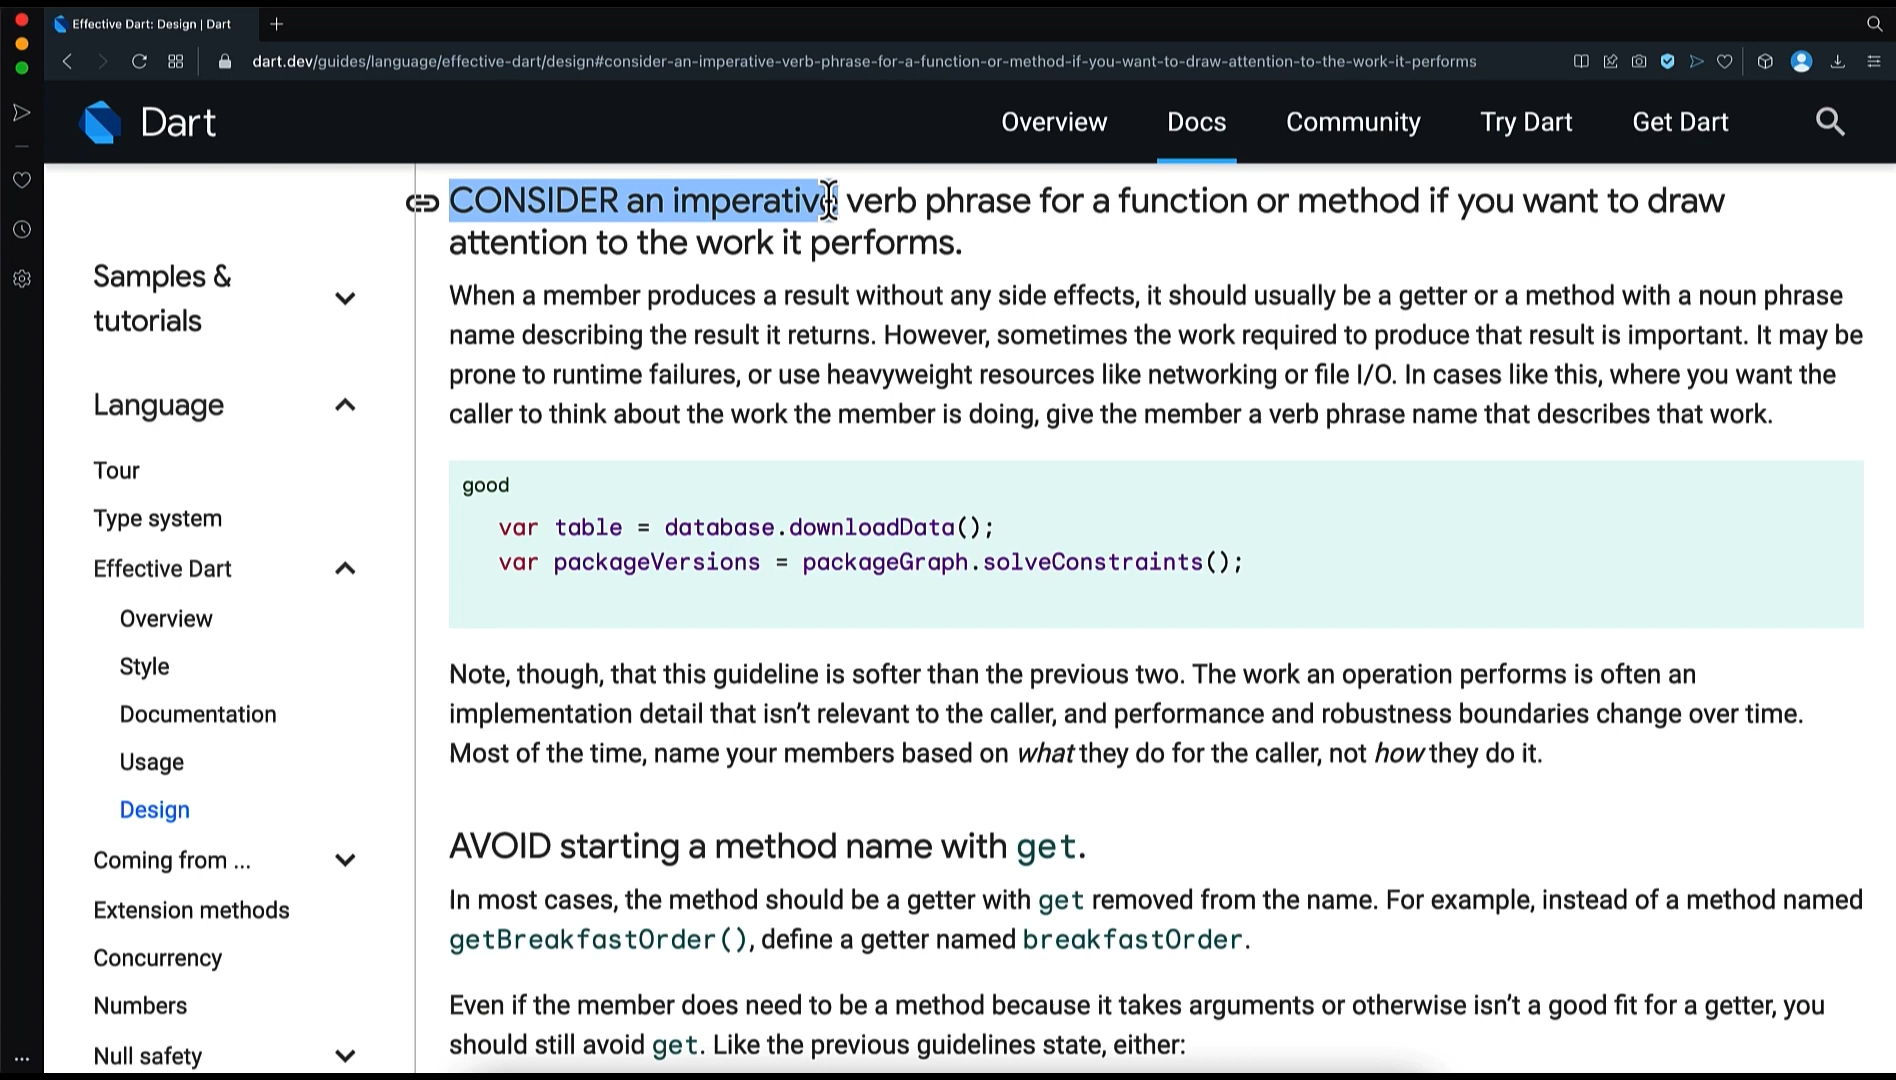 Effective Dart: Design | Dart
dart.dev/guides/language/effective-dart/design#consider-an-imperative-verb-phrase-for-a-function-or-method-if-you-want-to-draw-attention-to-the-work-it-performs
Dart
Overview
Docs
Community
Try Dart
Get Dart
Samples &
tutorials
Language
Tour
Type system
Effective Dart
Overview
Style
Documentation
Usage
Design
Coming from ...
Extension methods
Concurrency
Numbers
Null safety
CONSIDER an imperative verb phrase for a function or method if you want to draw
attention to the work it performs.
When a member produces a result without any side effects, it should usually be a getter or a method with a noun phrase
name describing the result it returns. However, sometimes the work required to produce that result is important. It may be
prone to runtime failures, or use heavyweight resources like networking or file I/O. In cases like this, where you want the
caller to think about the work the member is doing, give the member a verb phrase name that describes that work.
good
var table = database.downloadData();
var packageVersions = packageGraph.solveConstraints();
Note, though, that this guideline is softer than the previous two. The work an operation performs is often an
implementation detail that isn't relevant to the caller, and performance and robustness boundaries change over time.
Most of the time, name your members based on what they do for the caller, not how they do it.
AVOID starting a method name with get.
In most cases, the method should be a getter with get removed from the name. For example, instead of a method named
getBreakfastOrder(), define a getter named breakfastOrder.
Even if the member does need to be a method because it takes arguments or otherwise isn't a good fit for a getter, you
should still avoid get. Like the previous guidelines state, either: